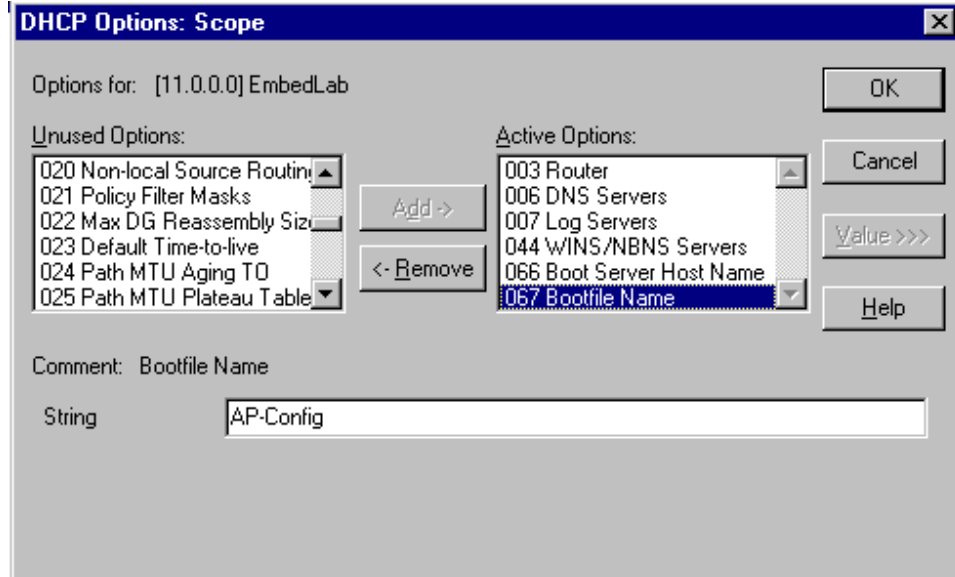 DHCP Options: Scope
Options for: [11.0.0.0] EmbedLab
OK
Unused Options:
Active Options:
020 Non-local Source Routin
021 Policy Filter Masks
022 Max DG Reassembly Siz
023 Default Time-to-live
024 Path MTU Aging TO
025 Path MTU Plateau Table
Add ->
<- Remove
003 Router
006 DNS Servers
007 Log Servers
044 WINS/NBNS Servers
066 Boot Server Host Name
067 Bootfile Name
Cancel
Value >>>
Help
Comment: Bootfile Name
String
AP-Config